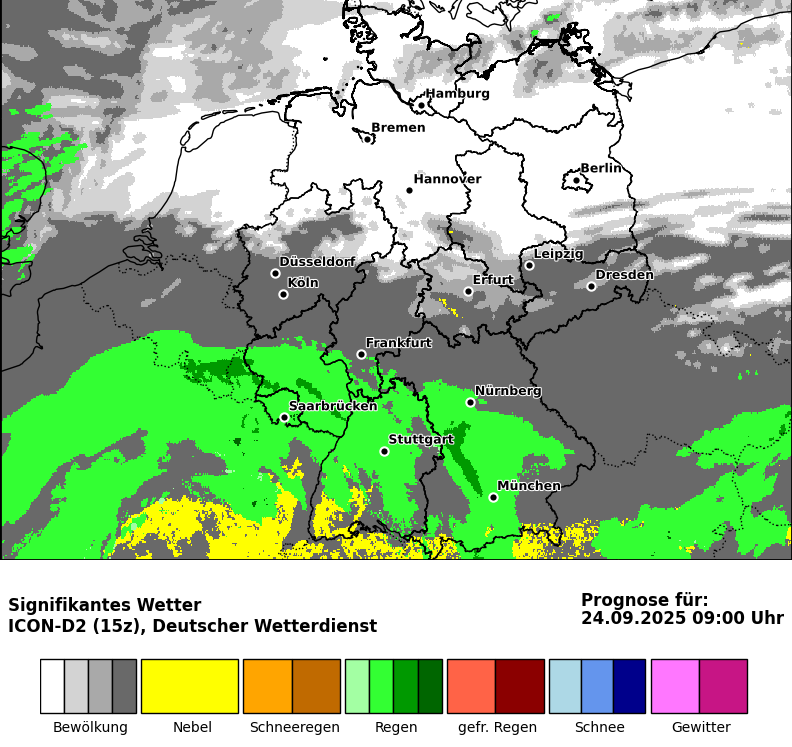 Hamburg
Bremen
Hannover
Berlin
Düsseldorf
Leipzig
Köln
Erfurt
Dresden
Frankfurt
Nürnberg
Saarbrücken
Stuttgart
München
Signifikantes Wetter
ICON-D2 (15z), Deutscher Wetterdienst
Prognose für:
24.09.2025 09:00 Uhr
Bewölkung Nebel Schneeregen Regen gefr. Regen Schnee Gewitter